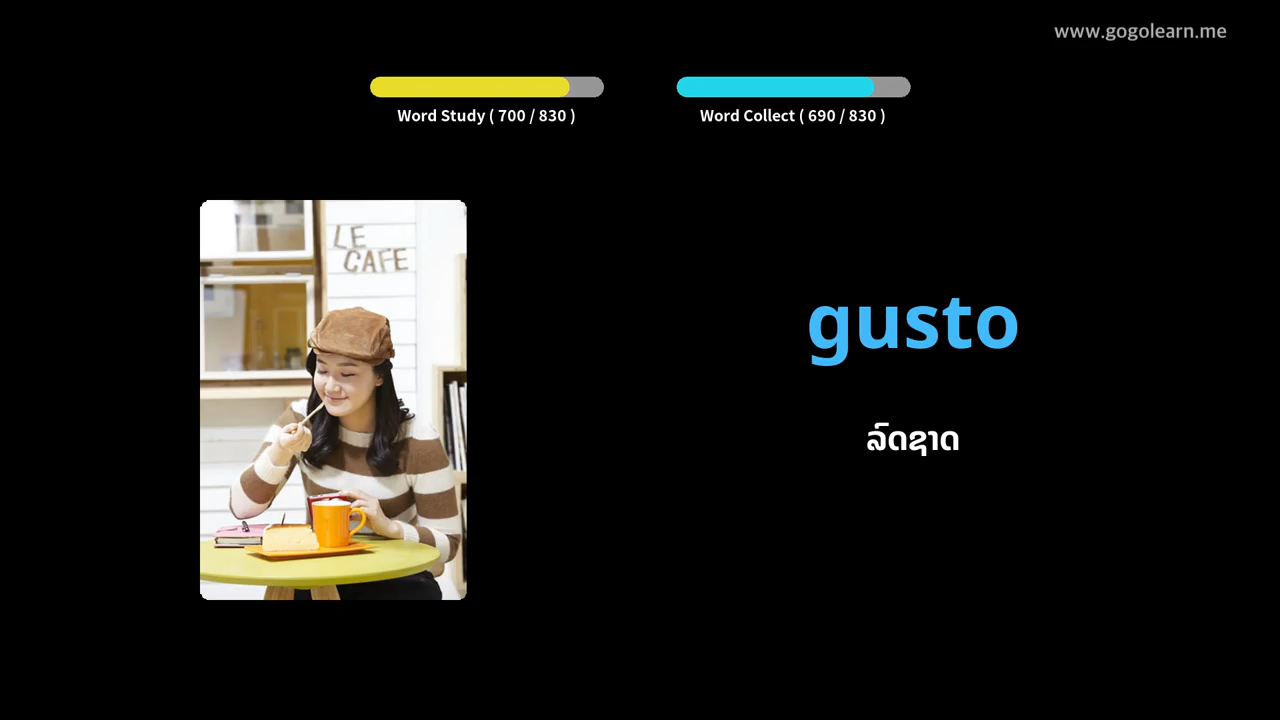 www.gogolearn.me
Word Study ( 700 / 830 )
Word Collect ( 690 / 830 )
LE
CAFE
gusto
ລົດຊາດ